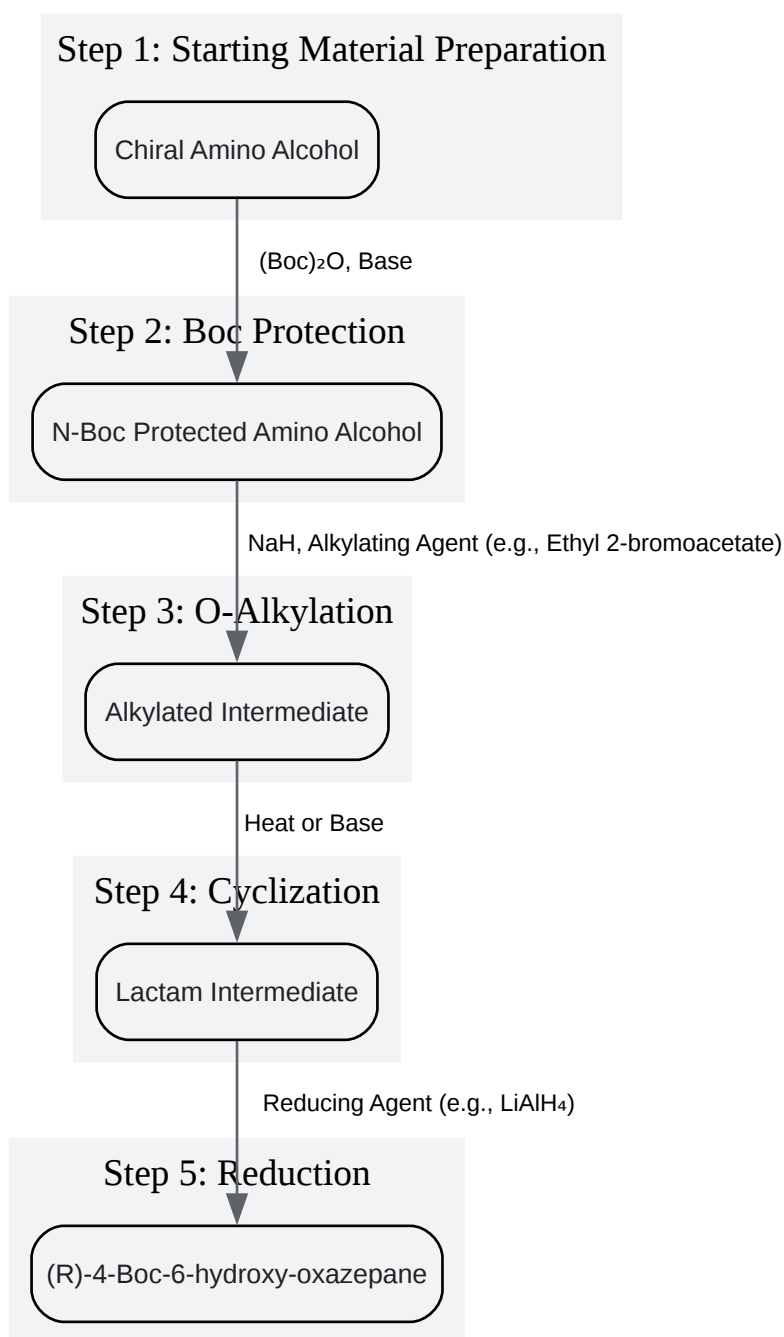 Step 1: Starting Material Preparation
Chiral Amino Alcohol
(Boc)₂O, Base
Step 2: Boc Protection
N-Boc Protected Amino Alcohol
NaH, Alkylating Agent (e.g., Ethyl 2-bromoacetate)
Step 3: O-Alkylation
Alkylated Intermediate
Heat or Base
Step 4: Cyclization
Lactam Intermediate
Reducing Agent (e.g., LiAlH₄)
Step 5: Reduction
(R)-4-Boc-6-hydroxy-oxazepane